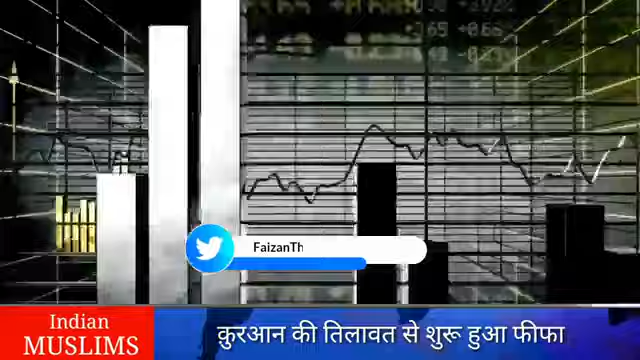 FaizanTh
Indian
MUSLIMS
क़ुरआन की तिलावत से शुरू हुआ फीफा